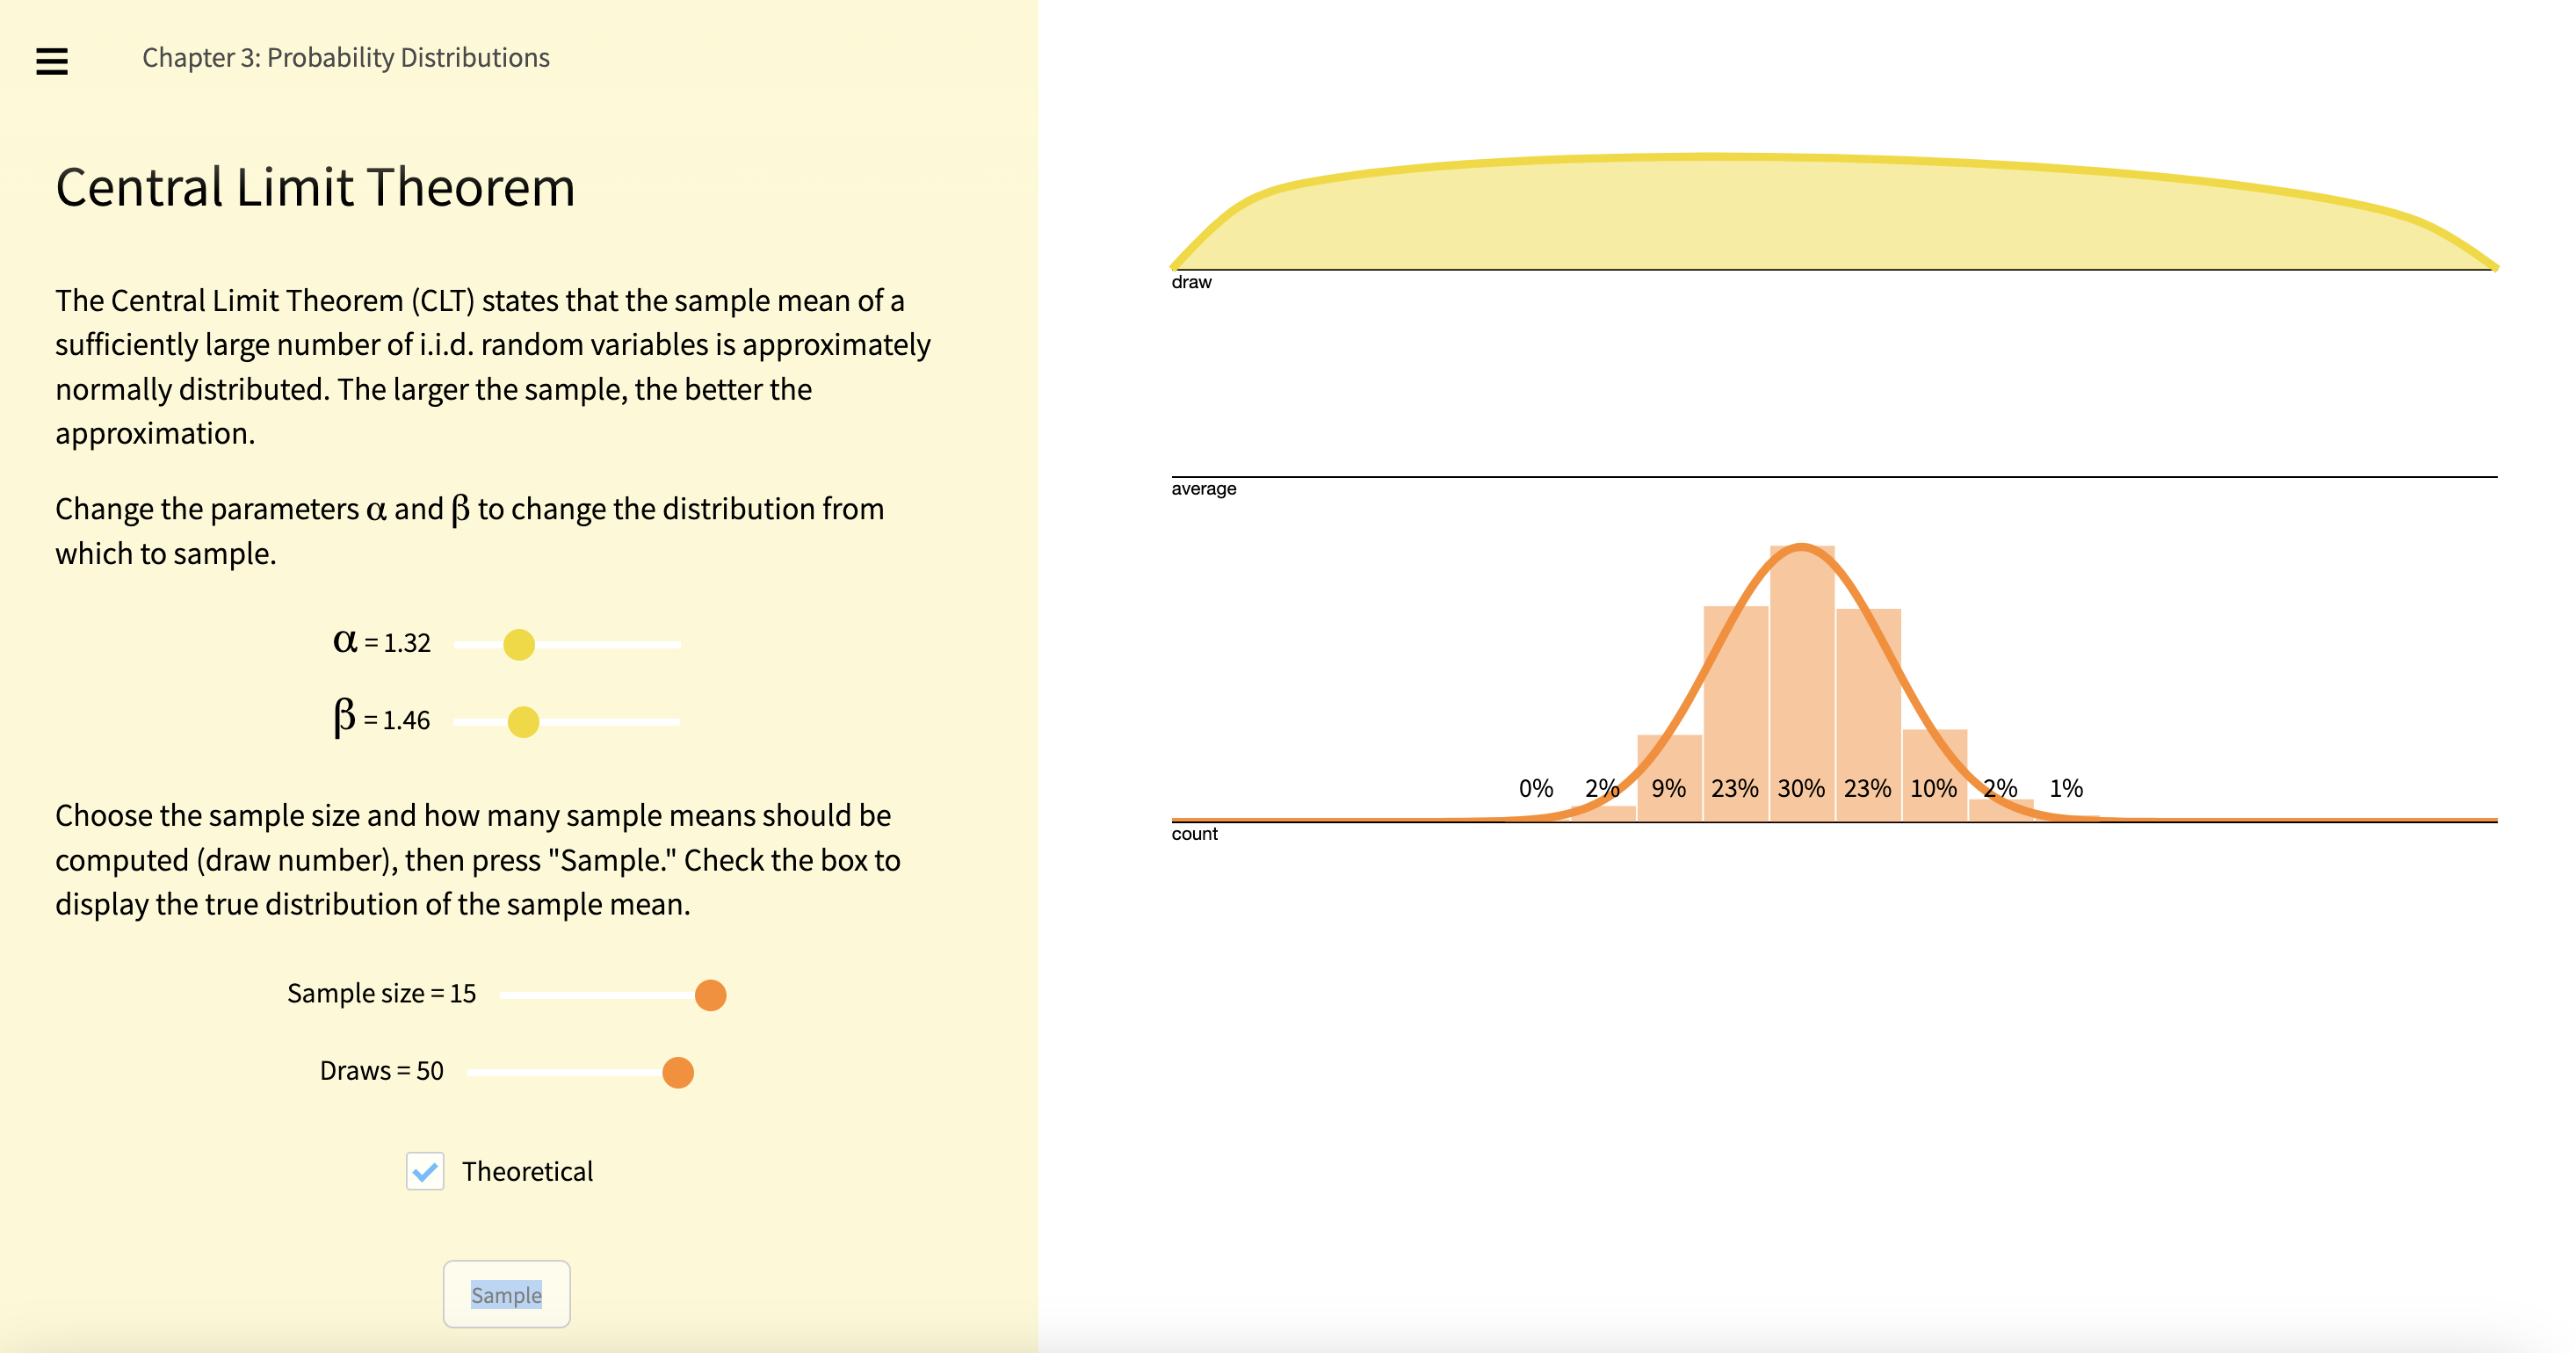 Chapter 3: Probability Distributions
Central Limit Theorem
The Central Limit Theorem (CLT) states that the sample mean of a
sufficiently large number of i.i.d. random variables is approximately
normally distributed. The larger the sample, the better the
approximation.
Change the parameters α and β to change the distribution from
which to sample.
α = 1.32
β = 1.46
Choose the sample size and how many sample means should be
computed (draw number), then press "Sample." Check the box to
display the true distribution of the sample mean.
Sample size = 15
Draws = 50
Theoretical
Sample
draw
average
0% 2% 9% 23% 30% 23% 10% 2% 1%
count